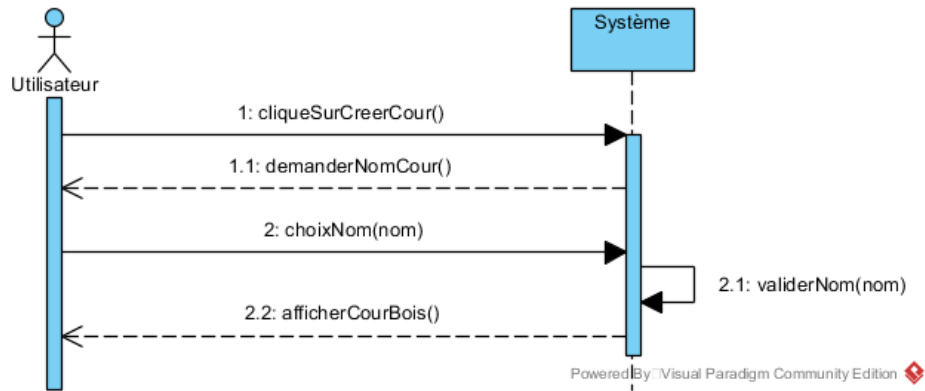 Système
Utilisateur
1: cliqueSurCreerCour()
1.1: demanderNomCour()
2: choixNom(nom)
2.1: validerNom(nom)
2.2: afficherCourBois()
Powered By Visual Paradigm Community Edition